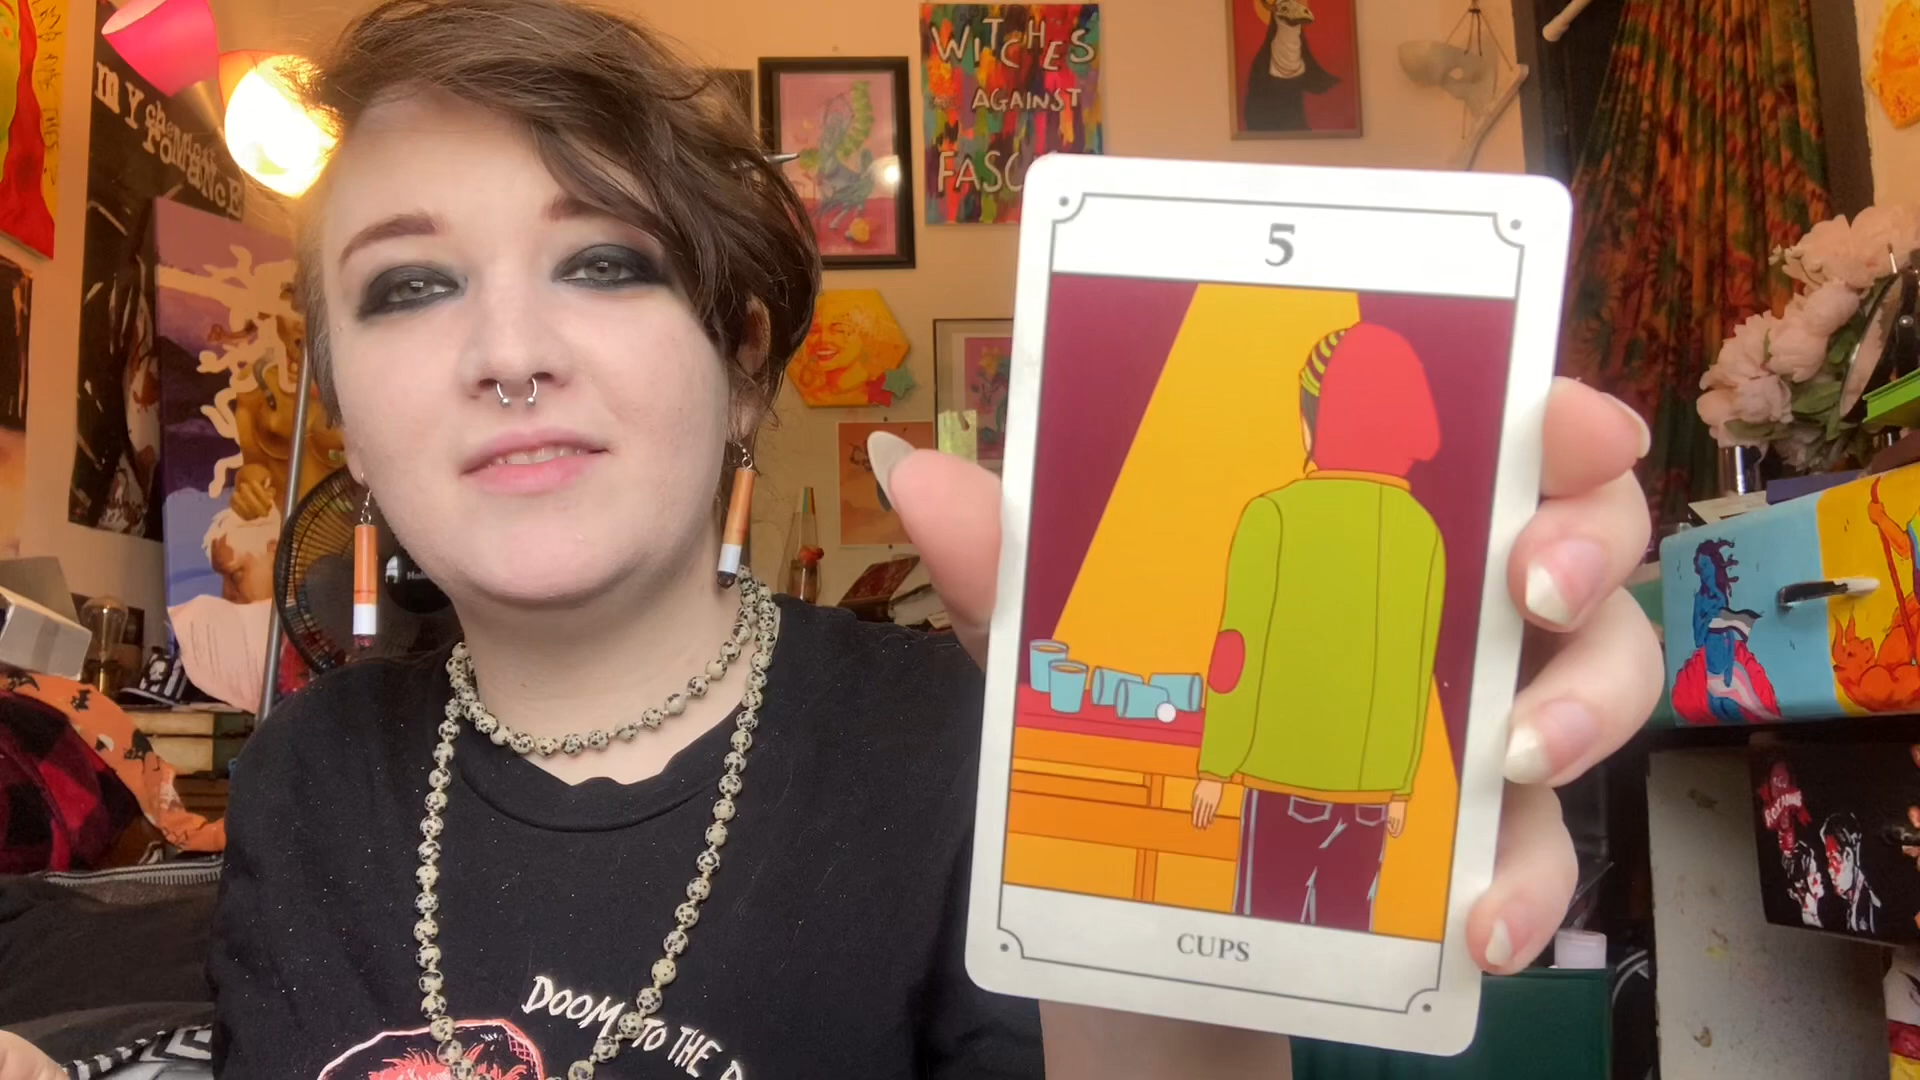 my
chemical
ROMANCE
WITCHES
AGAINST
FASC
5
CUPS
DOOM TO THE